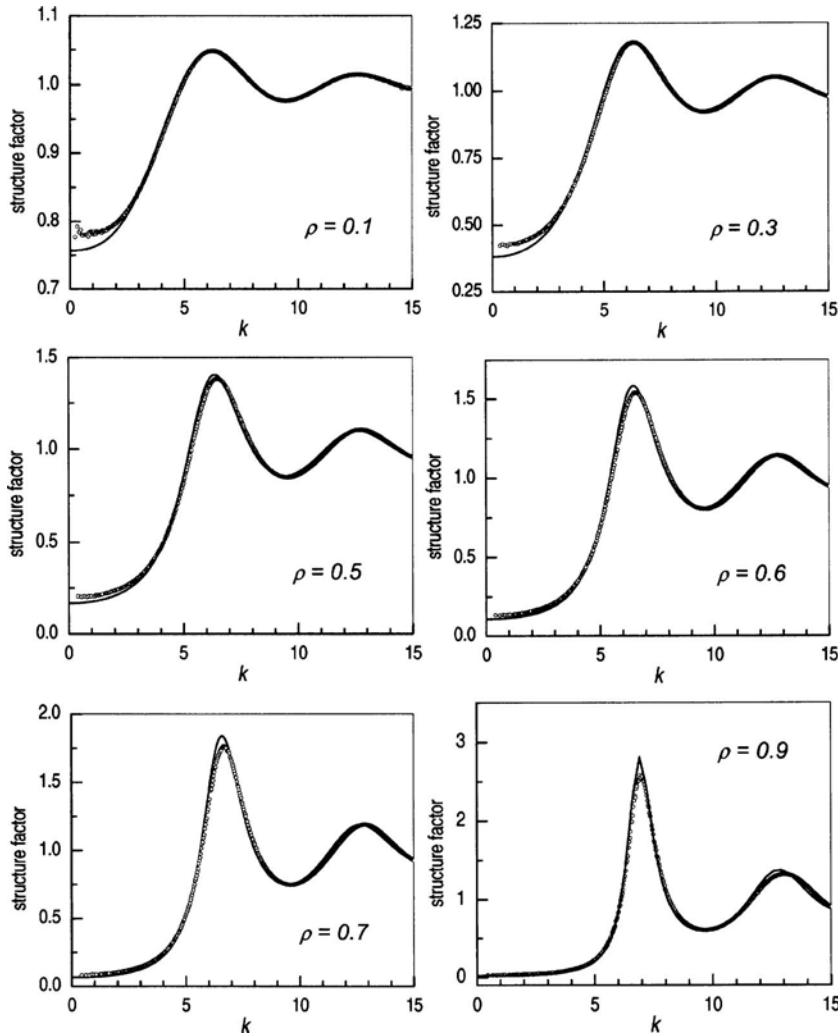 1.1
1.0
0.9
0.8
0.7
structure factor
ρ = 0.1
0 5 10 15
k
1.25
1.00
0.75
0.50
0.25
structure factor
ρ = 0.3
0 5 10 15
k
1.5
1.0
0.5
0.0
structure factor
ρ = 0.5
0 5 10 15
k
1.5
1.0
0.5
0.0
structure factor
ρ = 0.6
0 5 10 15
k
2.0
1.5
1.0
0.5
0.0
structure factor
ρ = 0.7
0 5 10 15
k
3
2
1
0
structure factor
ρ = 0.9
0 5 10 15
k